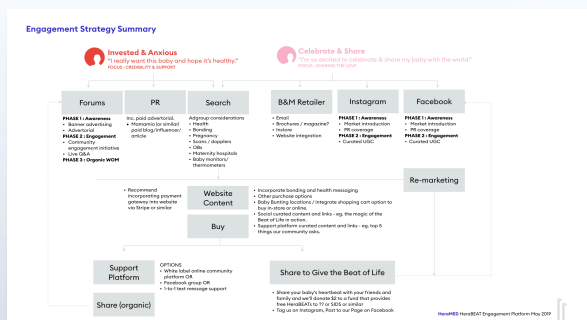 Engagement Strategy Summary
Invested & Anxious
"I really want this baby and hope it's healthy."
FOCUS : CREDIBILITY & SUPPORT
Celebrate & Share
"I'm so excited to celebrate & share my baby with the world."
FOCUS : SHARING THE LOVE
Forums
PHASE 1 : Awareness
• Banner advertising
• Advertorial
PHASE 2 : Engagement
• Community
engagement initiative
• Live Q&A
PHASE 3 : Organic WOM
PR
Inc. paid advertorial.
• Mamamia (or similar)
paid blog/influencer/
article
Search
Adgroup considerations
• Health
• Bonding
• Pregnancy
• Scans / dopplers
• OBs
• Maternity hospitals
• Baby monitors/
thermometers
B&M Retailer
• Email
• Brochures / magazine?
• Instore
• Website integration
Instagram
PHASE 1 : Awareness
• Market introduction
• PR coverage
PHASE 2 : Engagement
• Curated UGC
Facebook
PHASE 1 : Awareness
• Market introduction
• PR coverage
PHASE 2 : Engagement
• Curated UGC
Re-marketing
• Recommend
incorporating payment
gateway into website
via Stripe or similar
Website
Content
• Incorporate bonding and health messaging
• Other purchase options
• Baby Bunting locations / Integrate shopping cart option to
buy in-store or online.
• Social curated content and links - eg. the magic of the
Beat of Life in action.
• Support platform curated content and links - eg. top 5
things our community asks.
Buy
Support
Platform
OPTIONS
• White label online community
platform OR
• Facebook group OR
• 1-to-1 text message support
Share to Give the Beat of Life
• Share your baby's heartbeat with your friends and
family and we'll donate $2 to a fund that provides
free HeraBEATs to ?? or SIDS or similar
• Tag us on Instagram, Post to our Page on Facebook
Share (organic)
HeraMED HeraBEAT Engagement Platform May 2019